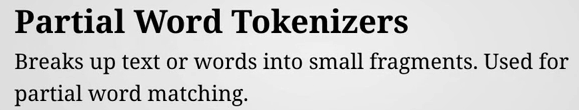 Partial Word Tokenizers
Breaks up text or words into small fragments. Used for
partial word matching.